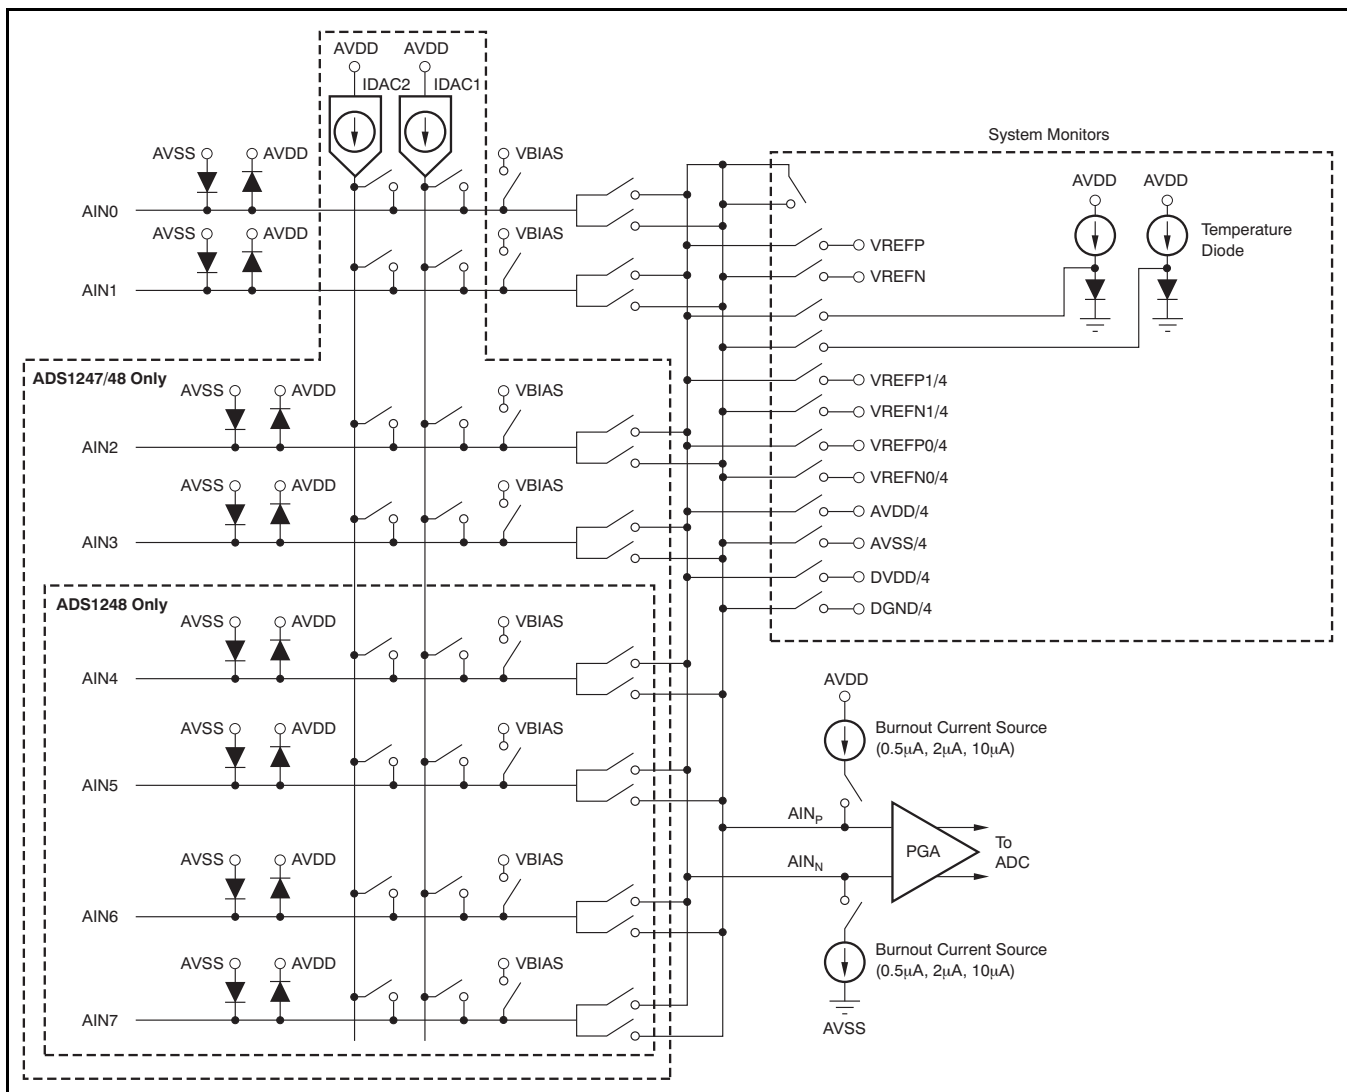 AVDD AVDD
IDAC2 IDAC1
System Monitors
AVSS AVDD VBIAS
AVDD AVDD
AIN0
Temperature
Diode
AVSS AVDD VBIAS
VREFP
VREFN
AIN1
ADS1247/48 Only
AVSS AVDD VBIAS
VREFP1/4
VREFN1/4
AIN2
VREFP0/4
VREFN0/4
AVSS AVDD VBIAS
AVDD/4
AIN3
AVSS/4
DVDD/4
ADS1248 Only
DGND/4
AVSS AVDD VBIAS
AIN4
AVDD
AVSS AVDD VBIAS
Burnout Current Source
(0.5μA, 2μA, 10μA)
AIN5
AINP
PGA
To
ADC
AINN
AVSS AVDD VBIAS
AIN6
Burnout Current Source
(0.5μA, 2μA, 10μA)
AVSS AVDD VBIAS
AIN7
AVSS